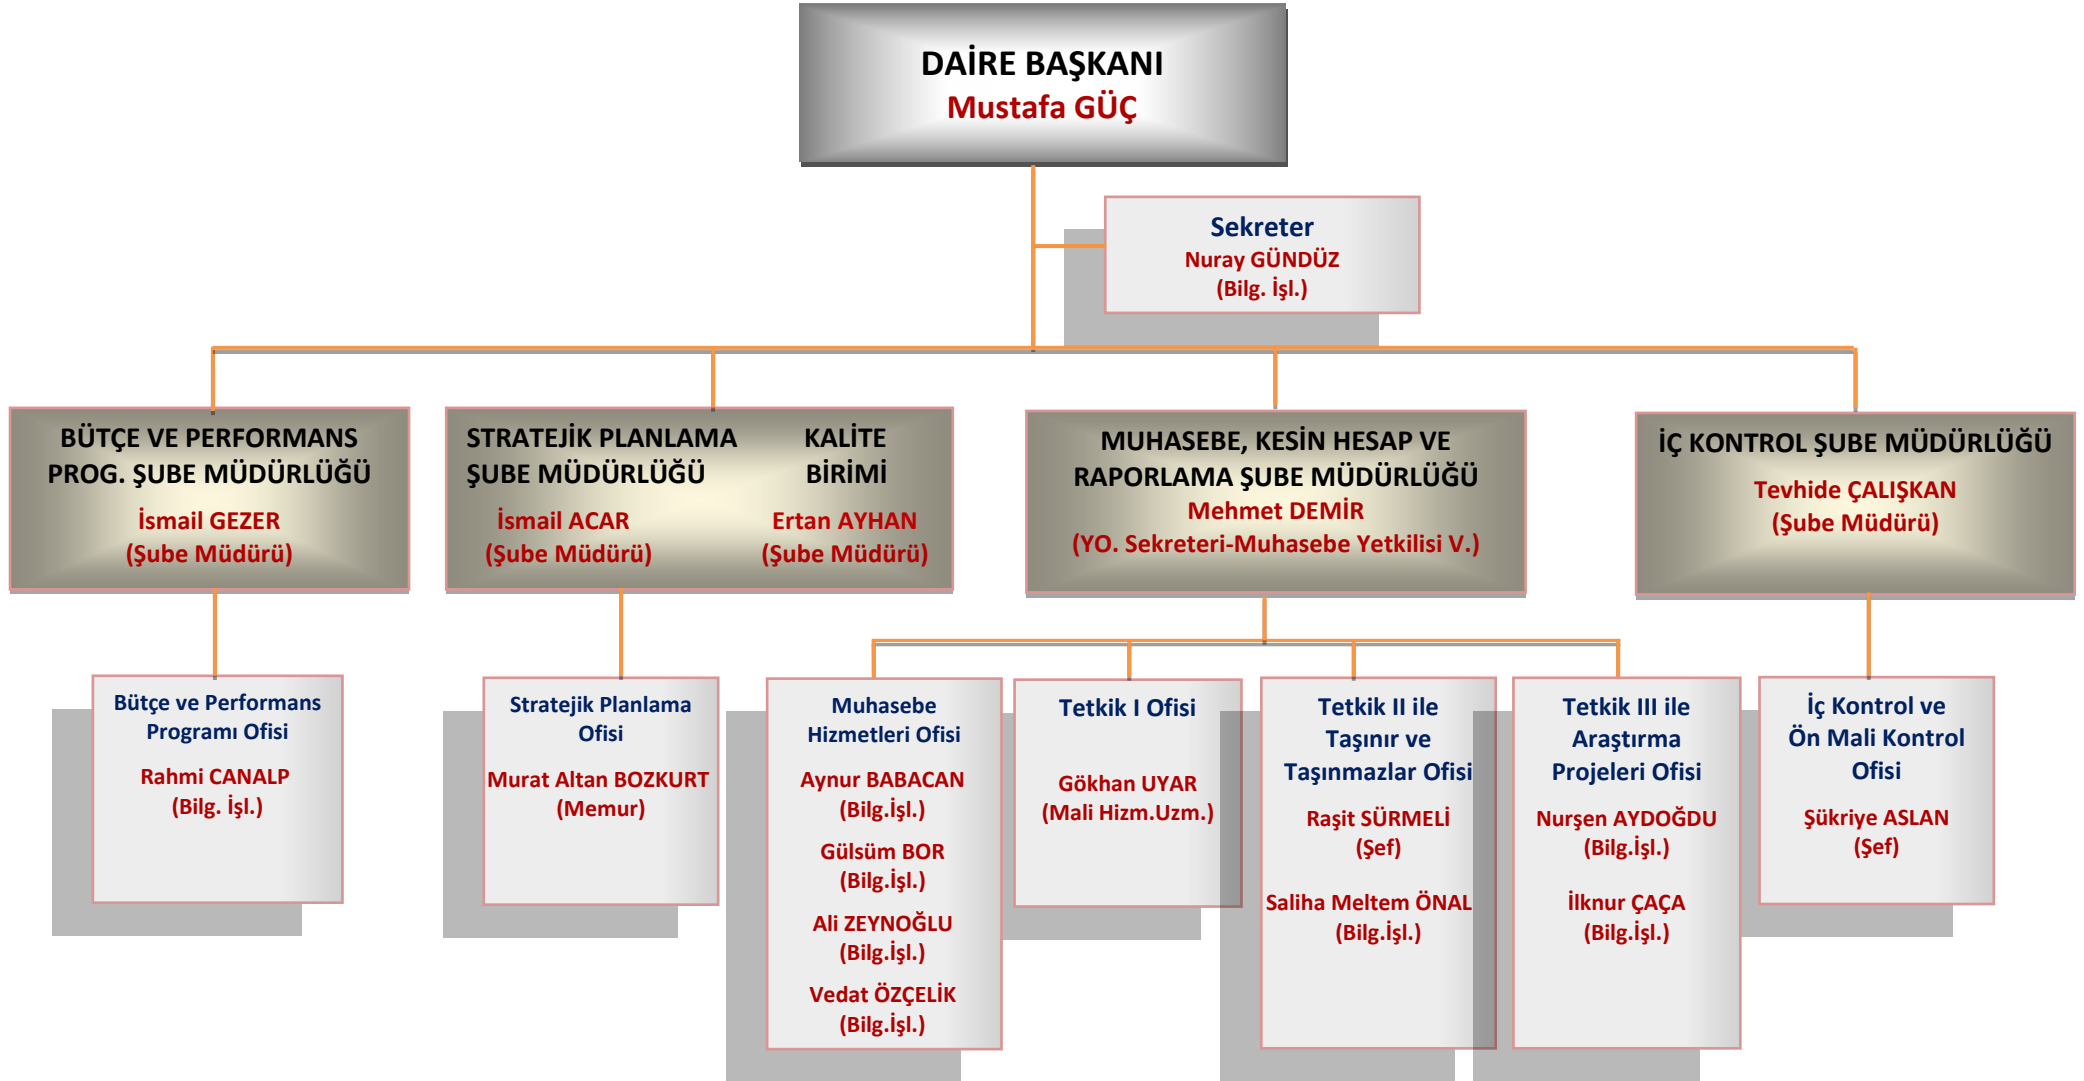 DAİRE BAŞKANI
Mustafa GÜÇ
Sekreter
Nuray GÜNDÜZ
(Bilg. İşl.)
BÜTÇE VE PERFORMANS
PROG. ŞUBE MÜDÜRLÜĞÜ
İsmail GEZER
(Şube Müdürü)
STRATEJİK PLANLAMA
ŞUBE MÜDÜRLÜĞÜ
İsmail ACAR
(Şube Müdürü)
KALİTE
BİRİMİ
Ertan AYHAN
(Şube Müdürü)
MUHASEBE, KESİN HESAP VE
RAPORLAMA ŞUBE MÜDÜRLÜĞÜ
Mehmet DEMİR
(YO. Sekreteri-Muhasebe Yetkilisi V.)
İÇ KONTROL ŞUBE MÜDÜRLÜĞÜ
Tevhide ÇALIŞKAN
(Şube Müdürü)
Bütçe ve Performans
Programı Ofisi
Rahmi CANALP
(Bilg. İşl.)
Stratejik Planlama
Ofisi
Murat Altan BOZKURT
(Memur)
Muhasebe
Hizmetleri Ofisi
Aynur BABACAN
(Bilg.İşl.)
Gülsüm BOR
(Bilg.İşl.)
Ali ZEYNOĞLU
(Bilg.İşl.)
Vedat ÖZÇELİK
(Bilg.İşl.)
Tetkik I Ofisi
Gökhan UYAR
(Mali Hizm.Uzm.)
Tetkik II ile
Taşınır ve
Taşınmazlar Ofisi
Raşit SÜRMELİ
(Şef)
Saliha Meltem ÖNAL
(Bilg.İşl.)
Tetkik III ile
Araştırma
Projeleri Ofisi
Nurşen AYDOĞDU
(Bilg.İşl.)
İlknur ÇAÇA
(Bilg.İşl.)
İç Kontrol ve
Ön Mali Kontrol
Ofisi
Şükriye ASLAN
(Şef)